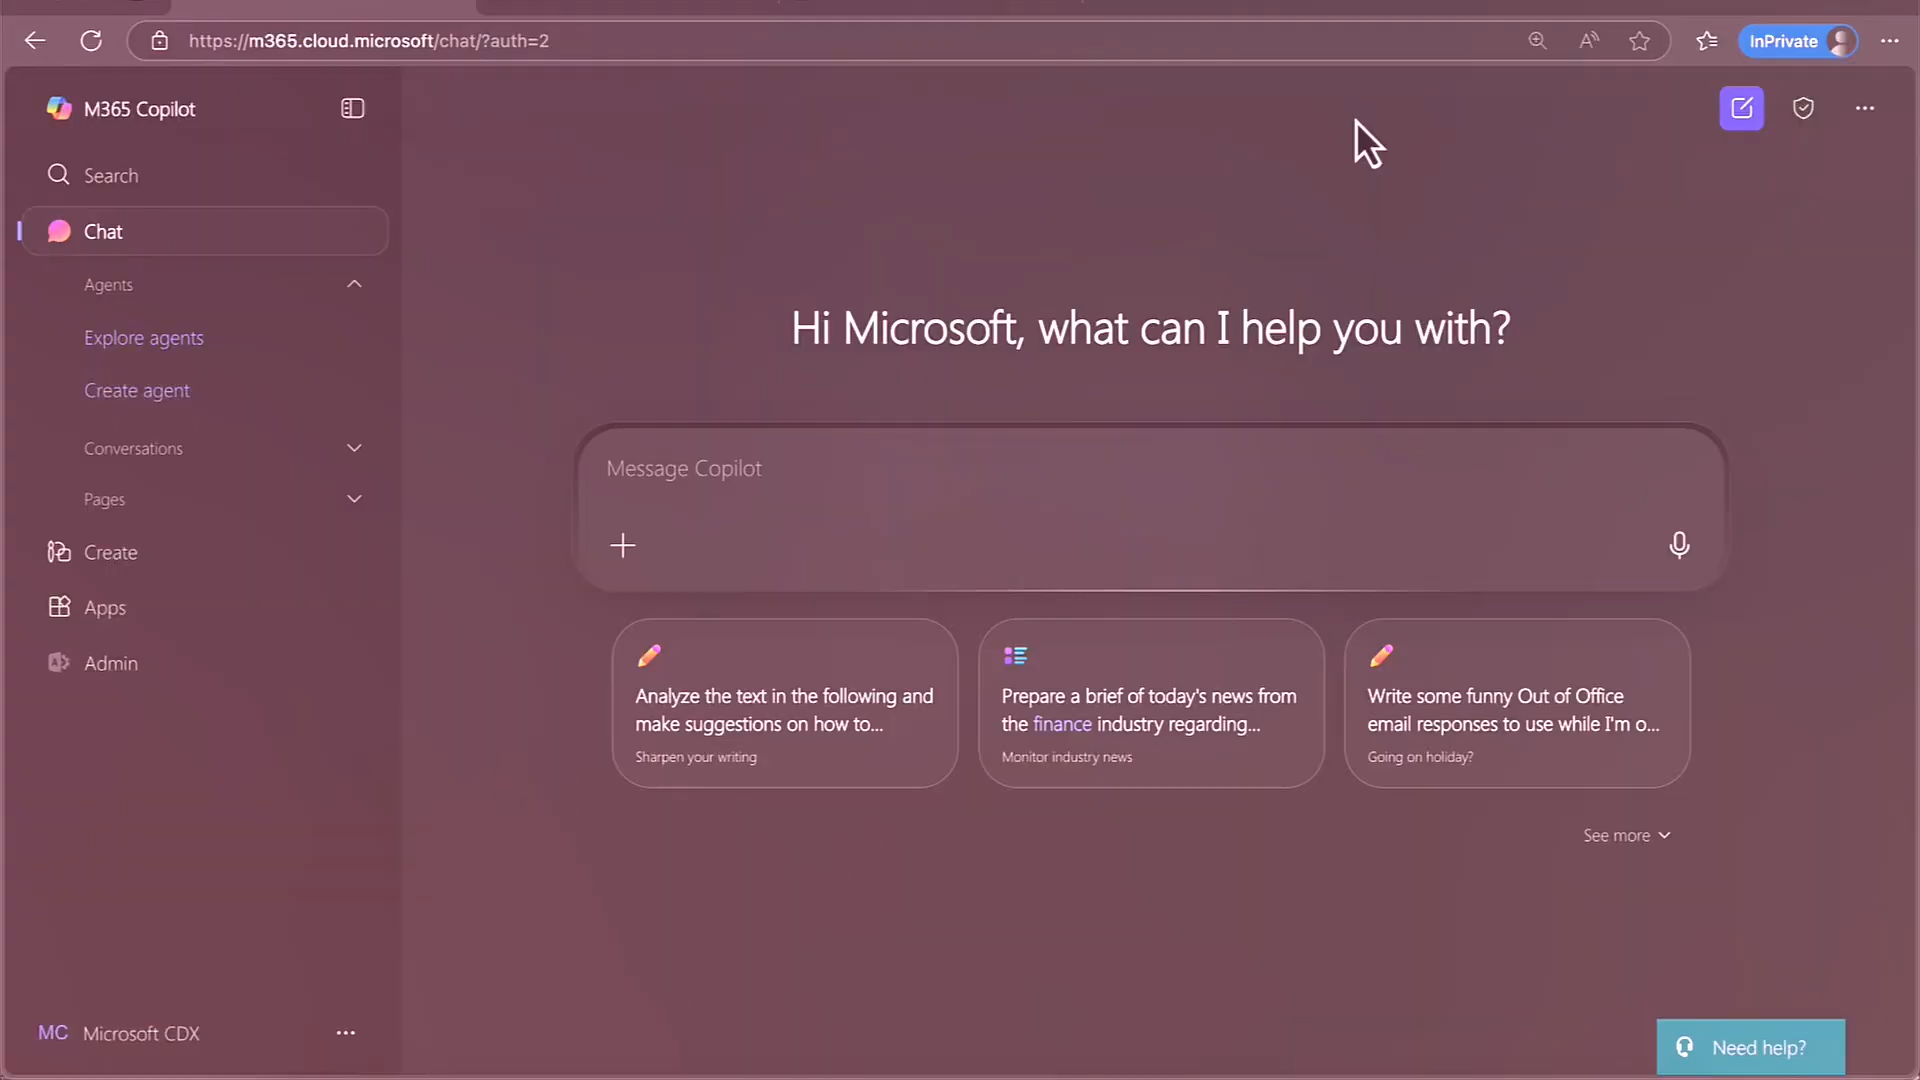 https://m365.cloud.microsoft/chat/?auth=2
InPrivate
M365 Copilot
Search
Chat
Agents
Explore agents
Create agent
Conversations
Pages
Create
Apps
Admin
MC Microsoft CDX
Hi Microsoft, what can I help you with?
Message Copilot
Analyze the text in the following and
make suggestions on how to...
Sharpen your writing
Prepare a brief of today's news from
the finance industry regarding...
Monitor industry news
Write some funny Out of Office
email responses to use while I'm o...
Going on holiday?
See more
Need help?